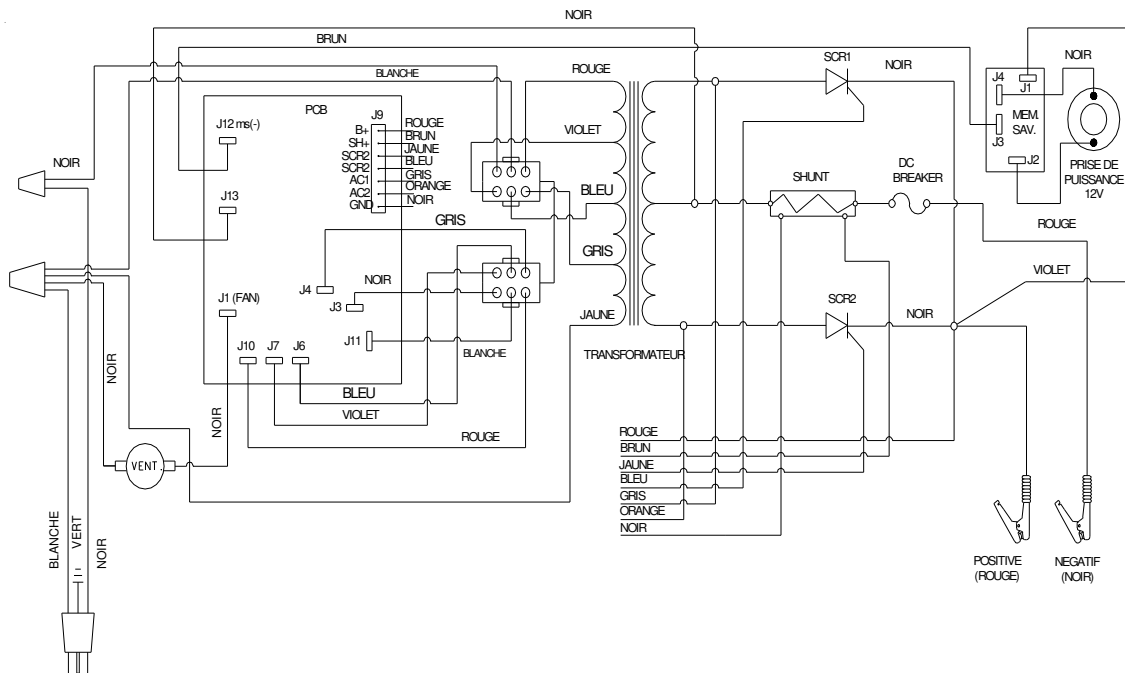 NOIR
BRUN
BLANCHE
ROUGE
SCR1
NOIR
NOIR
J4
J1
MEM.
SAV.
J3
J2
PRISE DE
PUISSANCE
12V
PCB
J9
J12 ms(-)
B+
SH+
SCR2
SCR2
AC1
AC2
GND
ROUGE
BRUN
JAUNE
BLEU
GRIS
ORANGE
NOIR
VIOLET
NOIR
J13
BLEU
SHUNT
DC
BREAKER
GRIS
GRIS
ROUGE
NOIR
J4
J3
J1 (FAN)
VIOLET
JAUNE
SCR2
NOIR
J10
J7
J6
J11
BLANCHE
TRANSFORMATEUR
BLEU
VIOLET
ROUGE
NOIR
NOIR
VENT.
ROUGE
BRUN
JAUNE
BLEU
GRIS
ORANGE
NOIR
BLANCHE
VERT
NOIR
POSITIVE
(ROUGE)
NEGATIF
(NOIR)